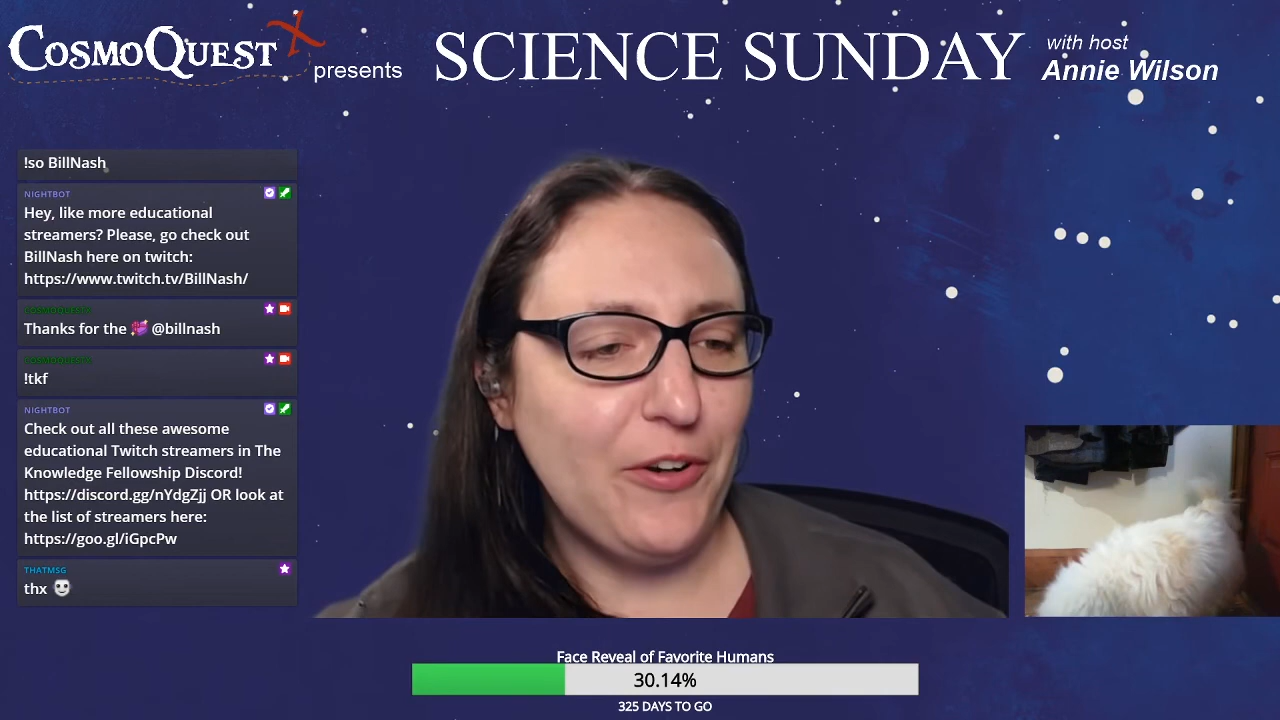 CosmoQuest X
presents
SCIENCE SUNDAY
with host
Annie Wilson
!so BillNash
NIGHTBOT
Hey, like more educational
streamers? Please, go check out
BillNash here on twitch:
https://www.twitch.tv/BillNash/
COSMOQUESTX
Thanks for the 💝 @billnash
COSMOQUESTX
!tkf
NIGHTBOT
Check out all these awesome
educational Twitch streamers in The
Knowledge Fellowship Discord!
https://discord.gg/nYdgZjj OR look at
the list of streamers here:
https://goo.gl/iGpcPw
THATMSG
thx
Face Reveal of Favorite Humans
30.14%
325 DAYS TO GO